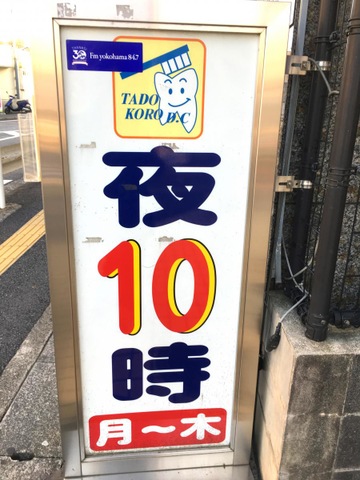 Fm yokohama 84.7
TADO
KORO D.C
夜
10
時
月～木